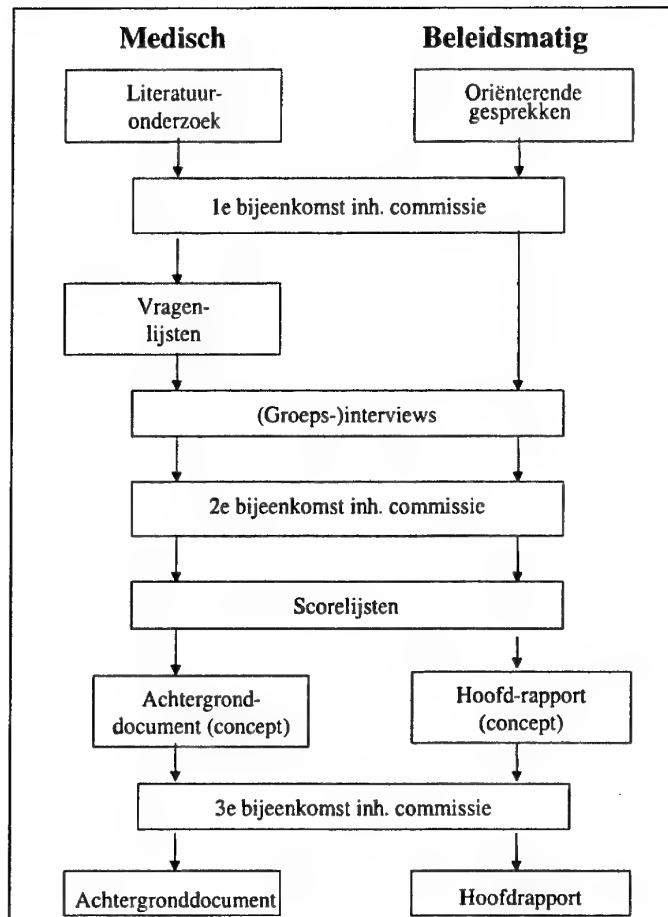 Medisch Beleidsmatig
Literatuur-
onderzoek
Oriënterende
gesprekken
1e bijeenkomst inh. commissie
Vragen-
lijsten
(Groeps-)interviews
2e bijeenkomst inh. commissie
Scorelijsten
Achtergrond-
document (concept)
Hoofd-rapport
(concept)
3e bijeenkomst inh. commissie
Achtergronddocument
Hoofdrapport